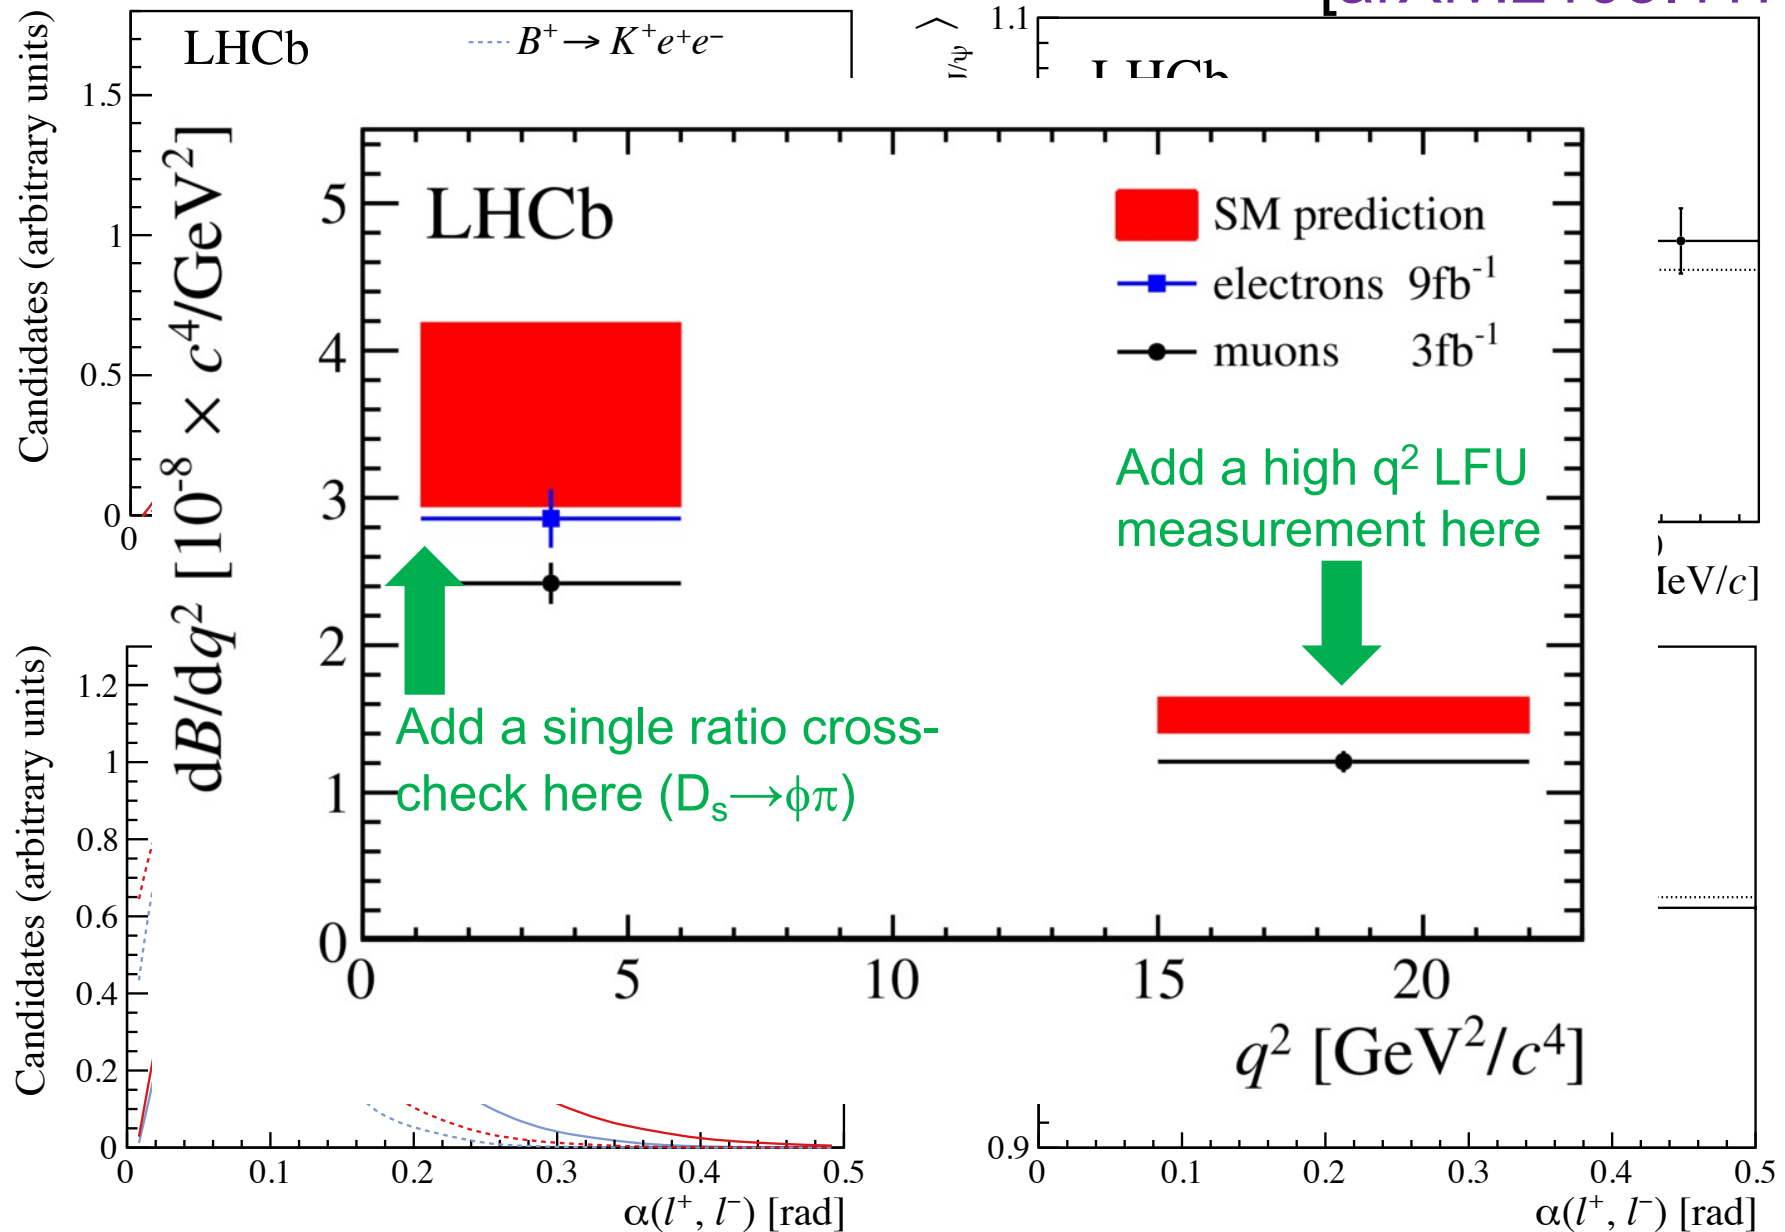 LHCb
B⁺ → K⁺e⁺e⁻
Candidates (arbitrary units)
1.5
1
0.5
0
0
J/ψ ⟩
1.1
LHCb
dB/dq² [10⁻⁸ × c⁴/GeV²]
5
4
3
2
1
0
LHCb
SM prediction
electrons 9fb⁻¹
muons 3fb⁻¹
Add a high q² LFU
measurement here
Add a single ratio cross-
check here (Dₛ→ϕπ)
0 5 10 15 20
q² [GeV²/c⁴]
eV/c]
Candidates (arbitrary units)
1.2
1
0.8
0.6
0.4
0.2
0
0 0.1 0.2 0.3 0.4 0.5
α(l⁺, l⁻) [rad]
0.9
0 0.1 0.2 0.3 0.4 0.5
α(l⁺, l⁻) [rad]